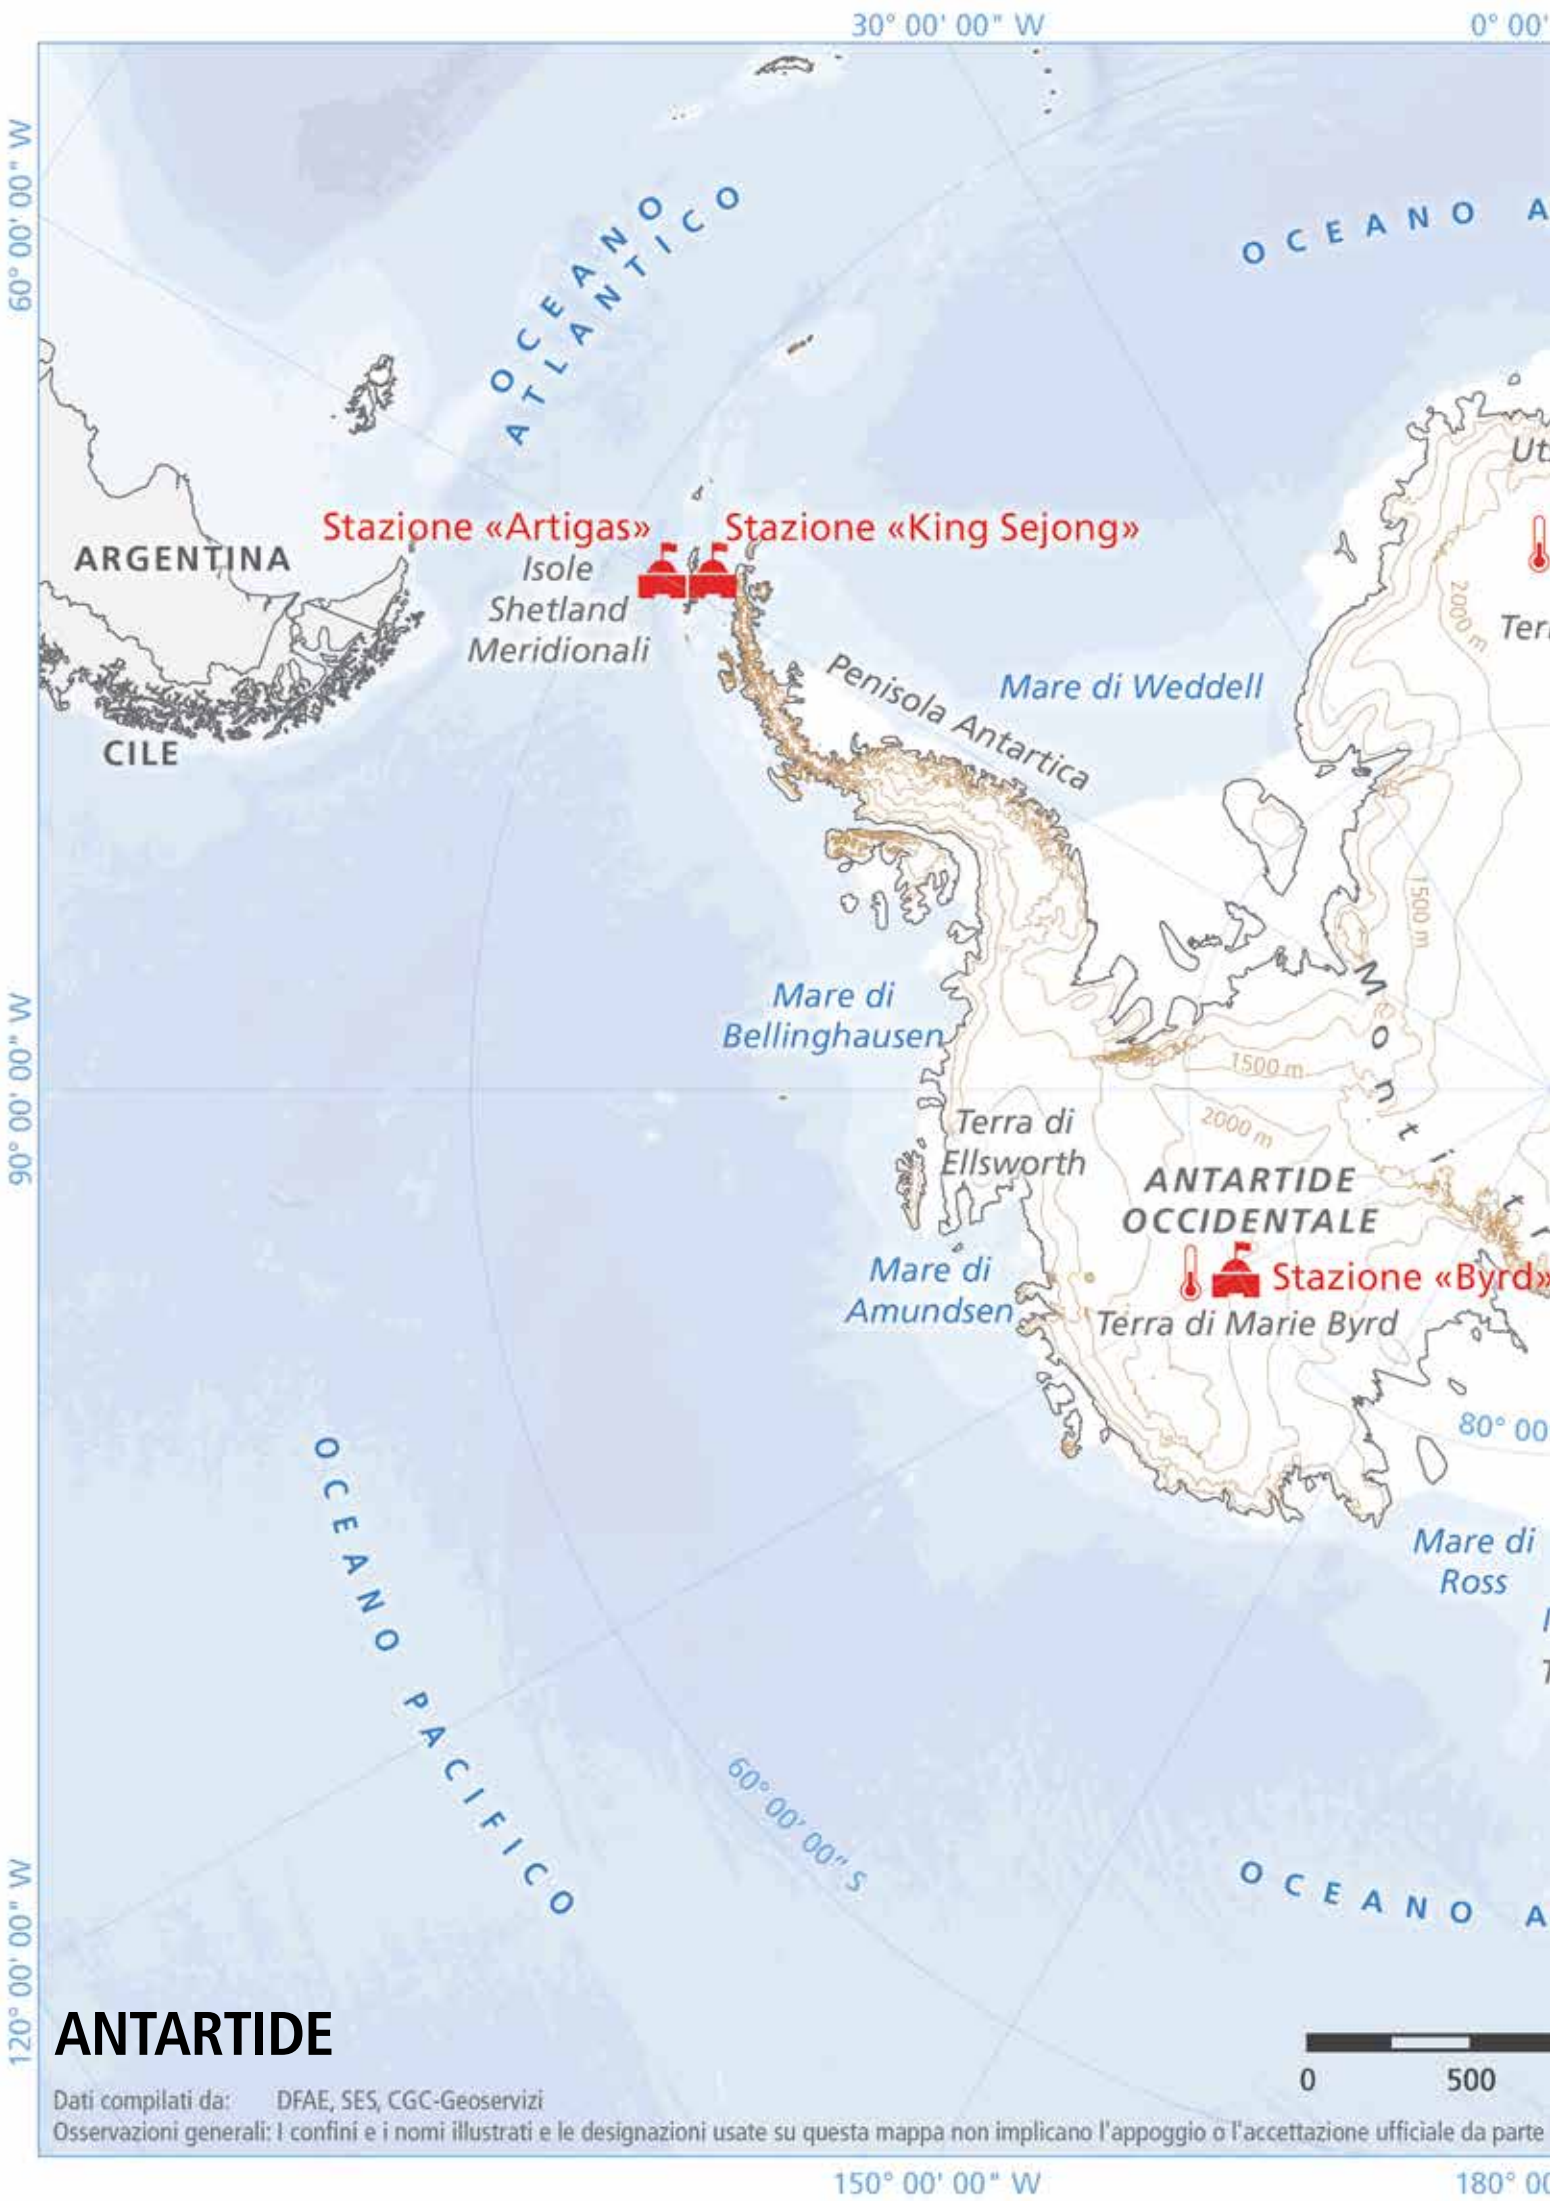 30° 00' 00" W
0° 00'
60° 00' 00" W
OCEANO
ATLANTICO
OCEANO A
Uts
Stazione «Artigas»
Stazione «King Sejong»
ARGENTINA
Isole
Shetland
Meridionali
2000 m
Terr
Penisola Antartica
Mare di Weddell
CILE
1500 m
Mare di
Bellinghausen
90° 00' 00" W
Monti tr
1500 m
2000 m
Terra di
Ellsworth
ANTARTIDE
OCCIDENTALE
Mare di
Amundsen
Stazione «Byrd»
Terra di Marie Byrd
80° 00
OCEANO PACIFICO
Mare di
Ross
60° 00' 00" S
120° 00' 00" W
OCEANO A
ANTARTIDE
0 500
Dati compilati da: DFAE, SES, CGC-Geoservizi
Osservazioni generali: I confini e i nomi illustrati e le designazioni usate su questa mappa non implicano l'appoggio o l'accettazione ufficiale da parte
150° 00' 00" W
180° 00